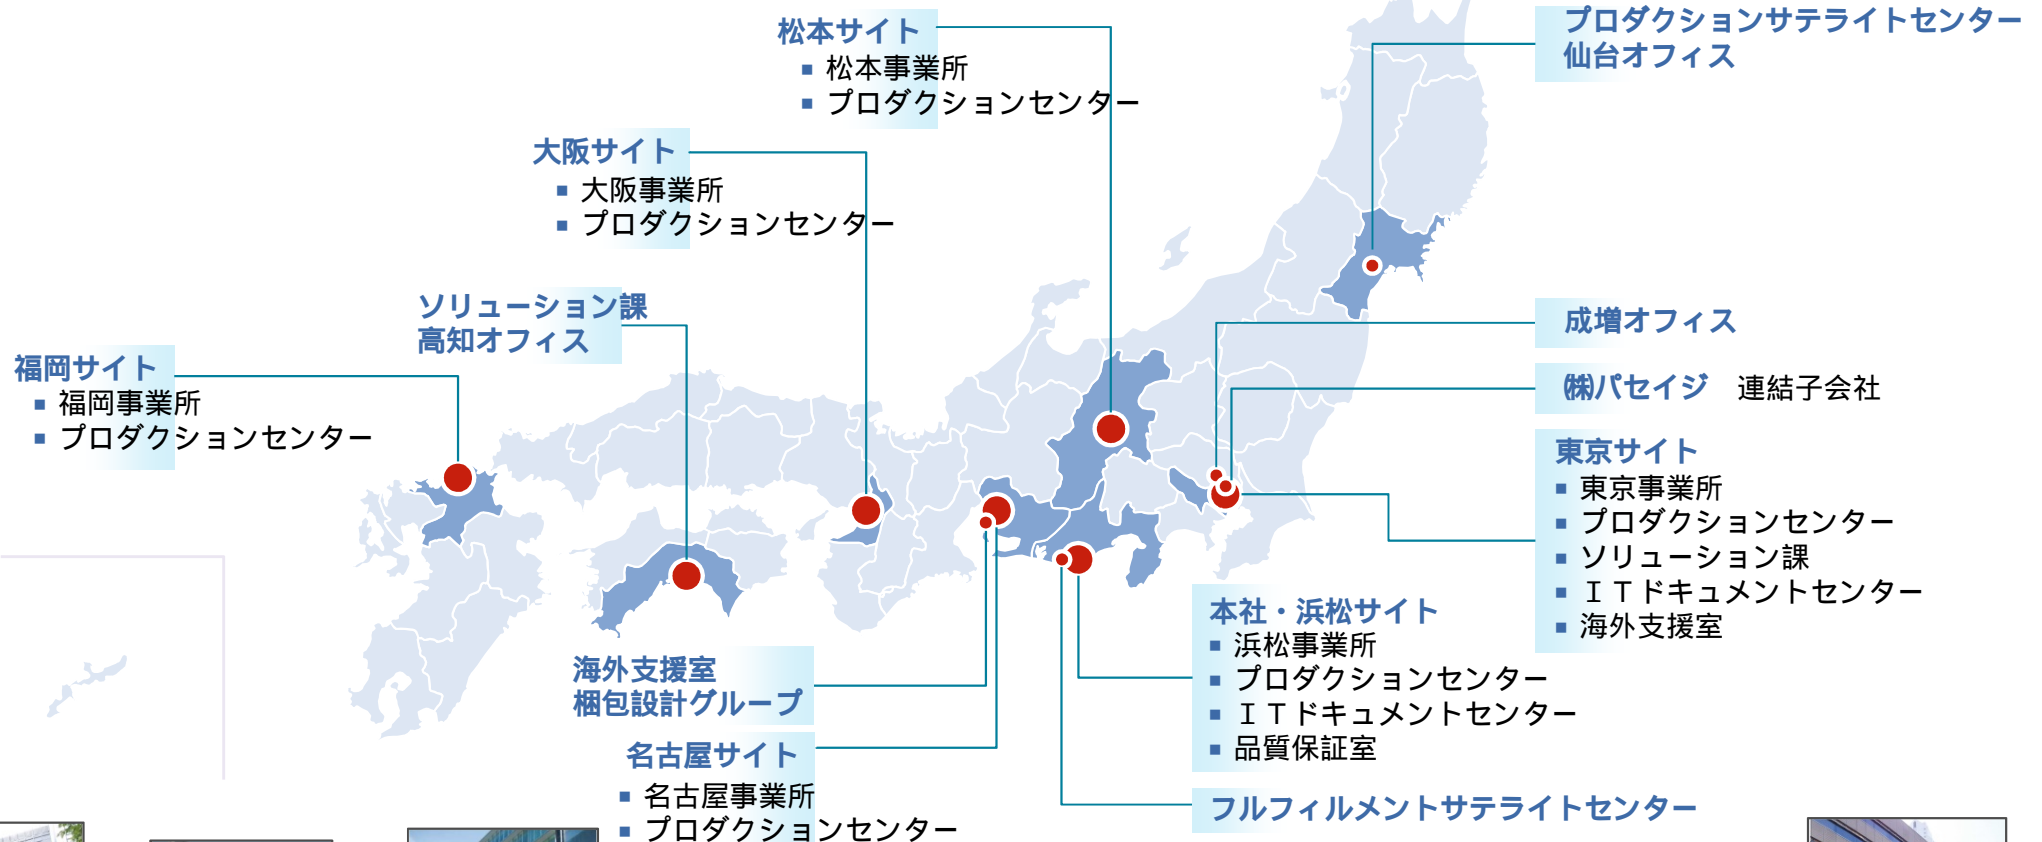 松本サイト
■ 松本事業所
■ プロダクションセンター
プロダクションサテライトセンター
仙台オフィス
大阪サイト
■ 大阪事業所
■ プロダクションセンター
ソリューション課
高知オフィス
福岡サイト
■ 福岡事業所
■ プロダクションセンター
成増オフィス
㈱パセイジ　連結子会社
東京サイト
■ 東京事業所
■ プロダクションセンター
■ ソリューション課
■ ＩＴドキュメントセンター
■ 海外支援室
本社・浜松サイト
■ 浜松事業所
■ プロダクションセンター
■ ＩＴドキュメントセンター
■ 品質保証室
海外支援室
梱包設計グループ
名古屋サイト
■ 名古屋事業所
■ プロダクションセンター
フルフィルメントサテライトセンター